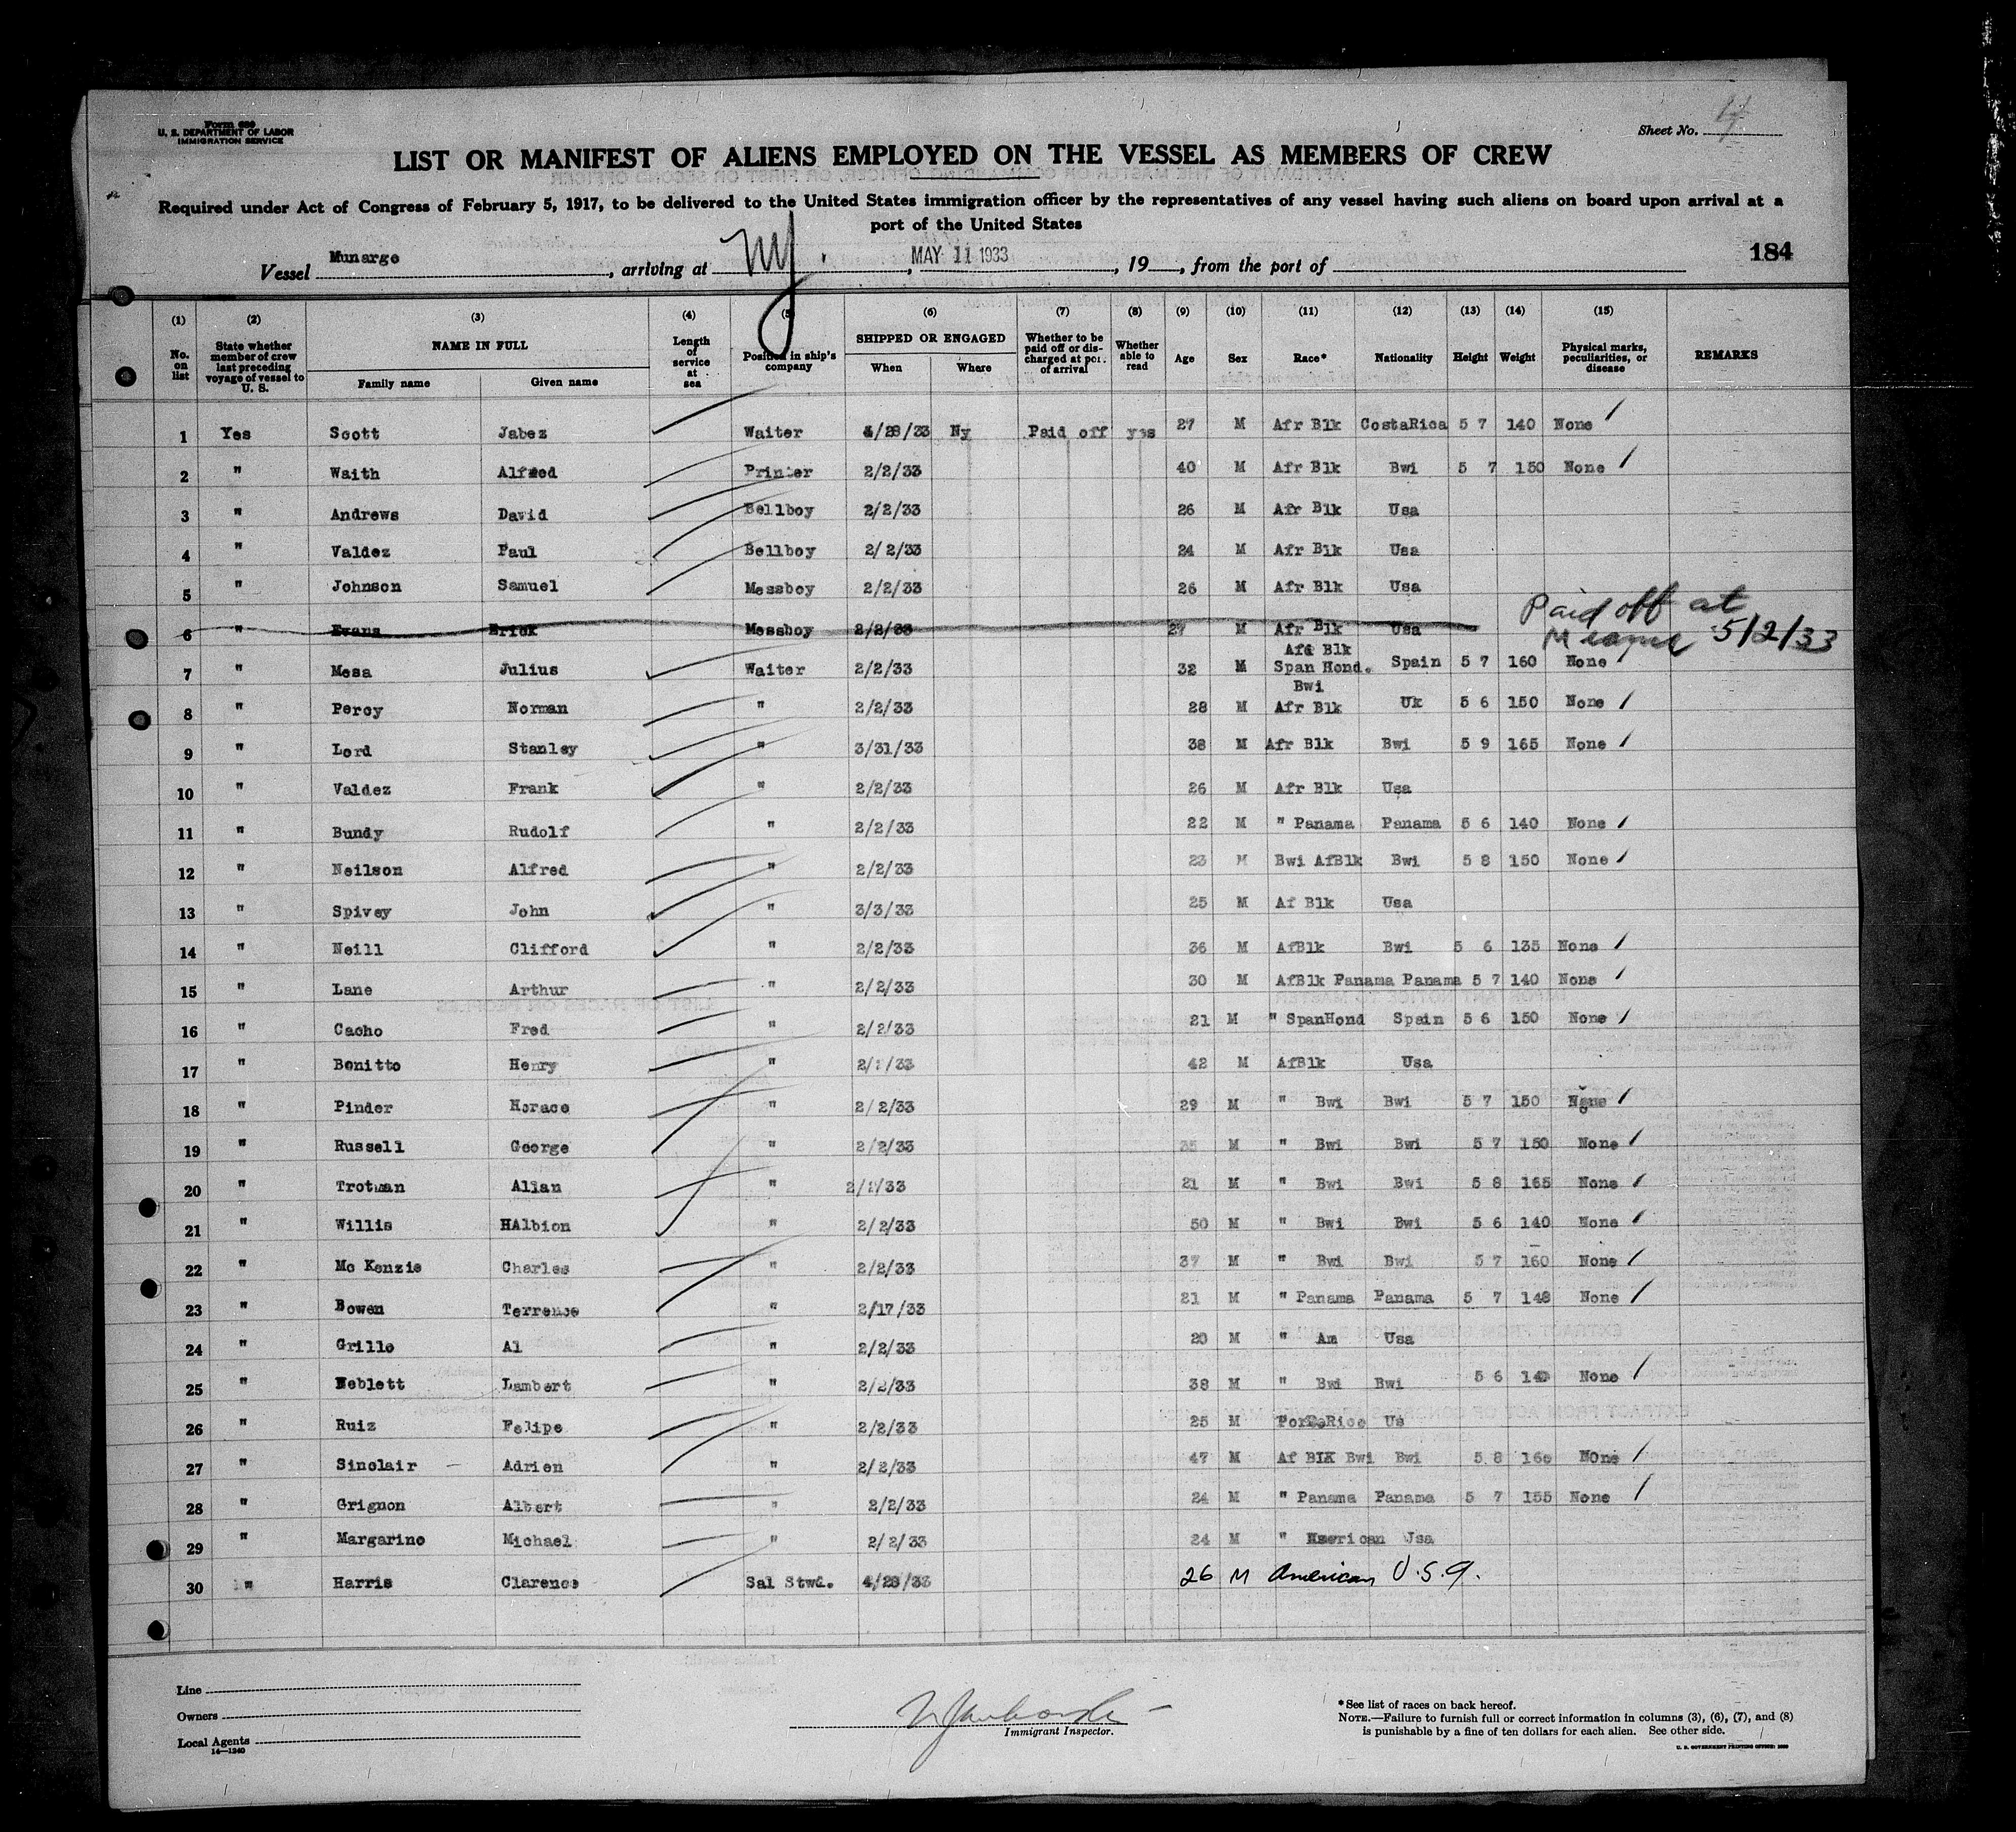 Form 680
U. S. DEPARTMENT OF LABOR
IMMIGRATION SERVICE
Sheet No. 4
LIST OR MANIFEST OF ALIENS EMPLOYED ON THE VESSEL AS MEMBERS OF CREW
Required under Act of Congress of February 5, 1917, to be delivered to the United States immigration officer by the representatives of any vessel having such aliens on board upon arrival at a
port of the United States
184
Vessel Munargo, arriving at NY., MAY 11 1933, 19, from the port of
(1) (2) (3) (4) (5) (6) (7) (8) (9) (10) (11) (12) (13) (14) (15)
No. on list State whether member of crew last preceding voyage of vessel to U. S. NAME IN FULL Family name Given name Length of service at sea Position in ship's company SHIPPED OR ENGAGED When Where Whether to be paid off or discharged at port of arrival Whether able to read Age Sex Race* Nationality Height Weight Physical marks, peculiarities, or disease REMARKS
1 Yes Scott Jabez Waiter 4/28/33 Ny Paid off yes 27 M Afr Blk CostaRica 5 7 140 None
2 " Waith Alfred Printer 2/2/33 40 M Afr Blk Bwi 5 7 150 None
3 " Andrews David Bellboy 2/2/33 26 M Afr Blk Usa
4 " Valdez Paul Bellboy 2/2/33 24 M Afr Blk Usa
5 " Johnson Samuel Messboy 2/2/33 26 M Afr Blk Usa
6 " Evans Erick Messboy 2/2/33 27 M Afr Blk Usa Paid off at 5/2/33
7 " Mesa Julius Waiter 2/2/33 32 M Afr Blk Span Hond. Spain 5 7 160 None
8 " Percy Norman " 2/2/33 28 M Bwi Afr Blk Uk 5 6 150 None
9 " Lord Stanley " 3/31/33 38 M Afr Blk Bwi 5 9 165 None
10 " Valdez Frank " 2/2/33 26 M Afr Blk Usa
11 " Bundy Rudolf " 2/2/33 22 M " Panama Panama 5 6 140 None
12 " Neilson Alfred " 2/2/33 23 M Bwi AfBlk Bwi 5 8 150 None
13 " Spivey John " 3/3/33 25 M Af Blk Usa
14 " Neill Clifford " 2/2/33 36 M AfBlk Bwi 5 6 135 None
15 " Lane Arthur " 2/2/33 30 M AfBlk Panama Panama 5 7 140 None
16 " Cacho Fred " 2/2/33 21 M " SpanHond Spain 5 6 150 None
17 " Bonitto Henry " 42 M AfBlk Usa
18 " Pinder Horace " 2/2/33 29 M " Bwi Bwi 5 7 150 None
19 " Russell George " 2/2/33 35 M " Bwi Bwi 5 7 150 None
20 " Trotman Allan " 21 M " Bwi Bwi 5 8 165 None
21 " Willis HAlbion " 2/2/33 50 M " Bwi Bwi 5 6 140 None
22 " Mc Kenzie Charles " 2/2/33 37 M " Bwi Bwi 5 7 160 None
23 " Bowen Terrence " 2/17/33 21 M " Panama Panama 5 7 148 None
24 " Grillo Al " 2/2/33 20 M " Am Usa
25 " Neblett Lambert " 2/2/33 38 M " Bwi Bwi 5 6 140 None
26 " Ruiz Felipe " 2/2/33 25 M PortoRico Us
27 " Sinclair Adrien " 2/2/33 47 M Af BlK Bwi Bwi 5 8 160 NOne
28 " Grignon Albert " 2/2/33 24 M " Panama Panama 5 7 155 None
29 " Margarino Michael " 2/2/33 24 M " American Usa
30 " Harris Clarence Sal Stwd. 4/28/33 26 M American U.S.A.
Line
Owners
Local Agents
14—1240
Immigrant Inspector.
*See list of races on back hereof.
NOTE.—Failure to furnish full or correct information in columns (3), (6), (7), and (8)
is punishable by a fine of ten dollars for each alien. See other side.
U. S. GOVERNMENT PRINTING OFFICE